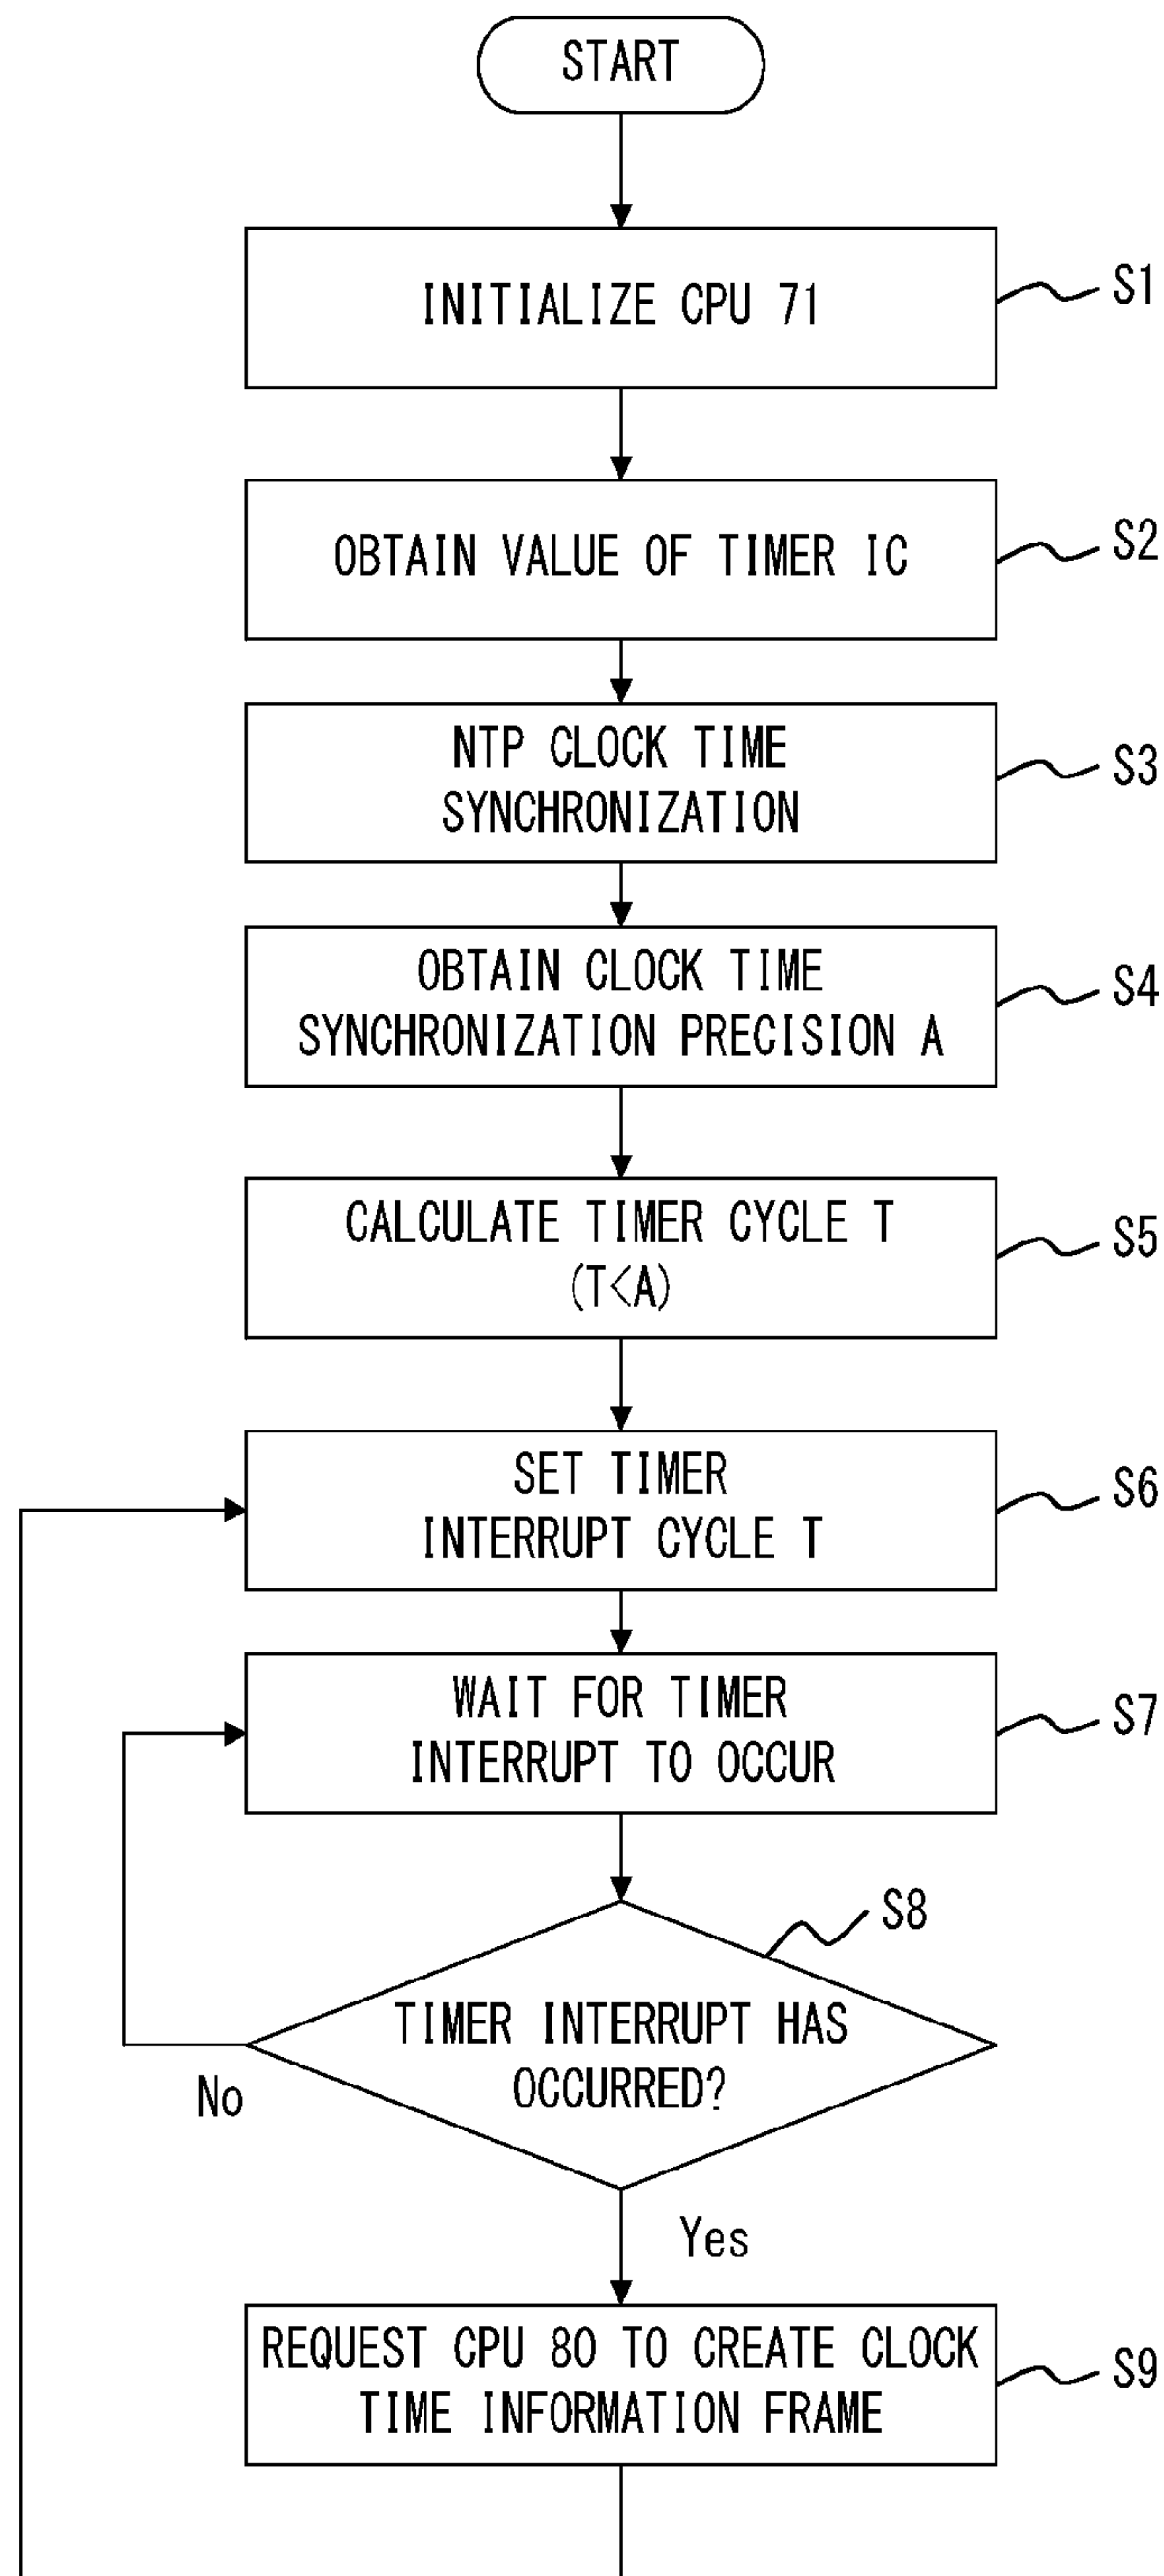 START
INITIALIZE CPU 71
S1
OBTAIN VALUE OF TIMER IC
S2
NTP CLOCK TIME
SYNCHRONIZATION
S3
OBTAIN CLOCK TIME
SYNCHRONIZATION PRECISION A
S4
CALCULATE TIMER CYCLE T
(T<A)
S5
SET TIMER
INTERRUPT CYCLE T
S6
WAIT FOR TIMER
INTERRUPT TO OCCUR
S7
S8
TIMER INTERRUPT HAS
OCCURRED?
No
Yes
REQUEST CPU 80 TO CREATE CLOCK
TIME INFORMATION FRAME
S9